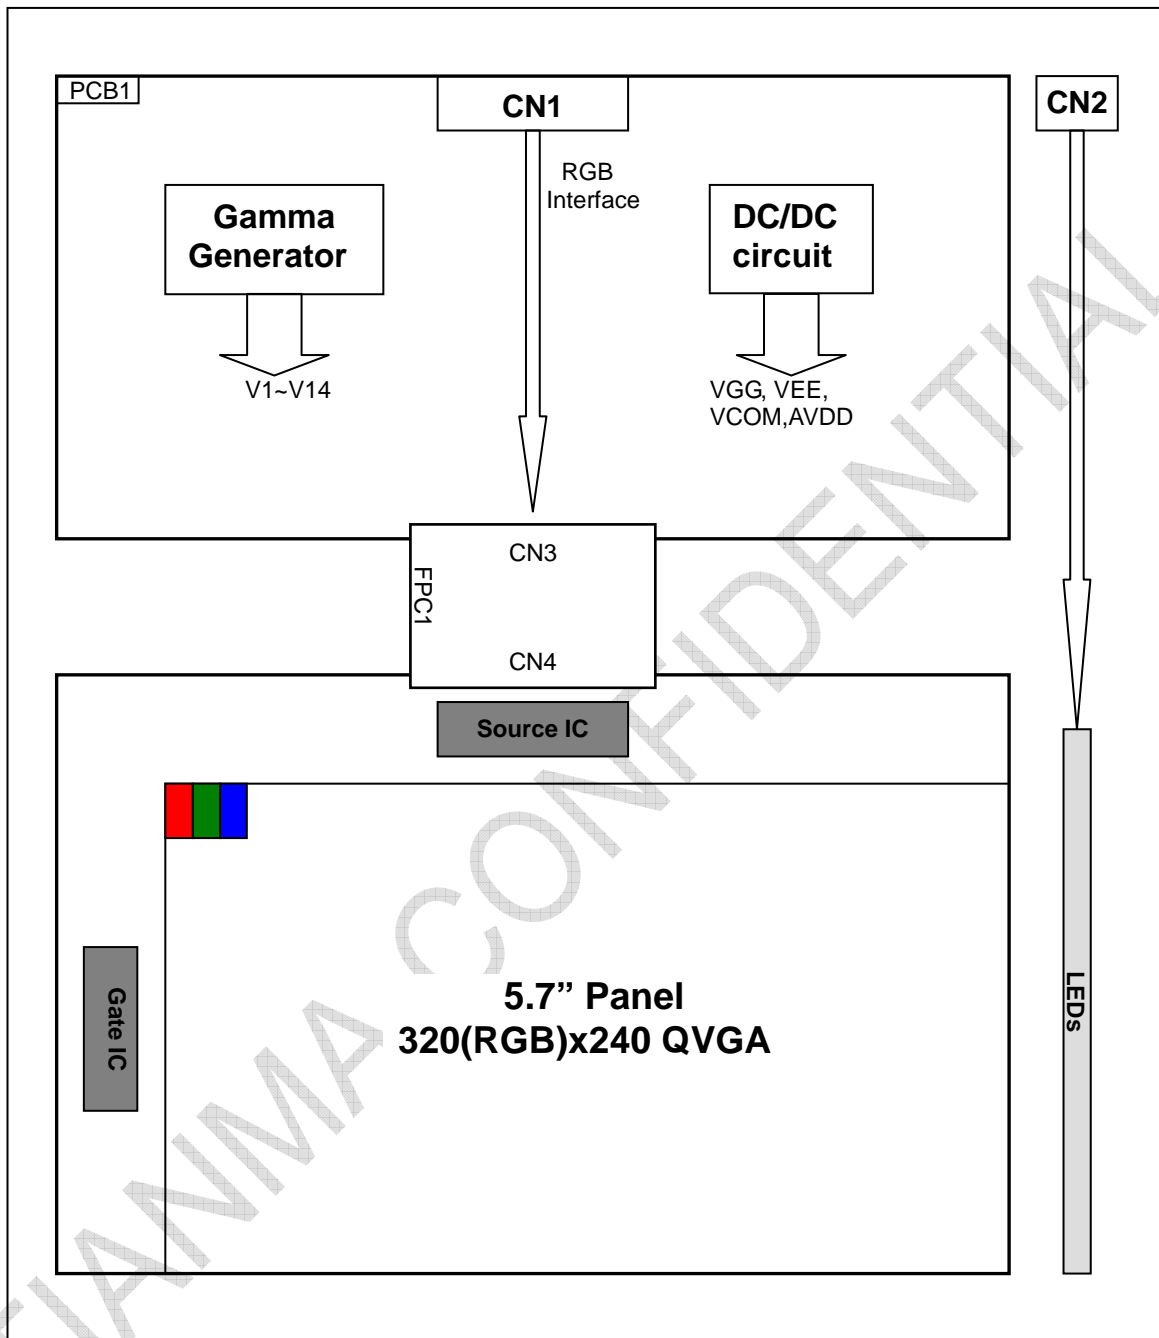 PCB1
CN1
CN2
RGB
Interface
Gamma
Generator
DC/DC
circuit
V1~V14
VGG, VEE,
VCOM,AVDD
CN3
FPC1
CN4
Source IC
Gate IC
5.7” Panel
320(RGB)x240 QVGA
LEDs
TIANMA CONFIDENTIAL